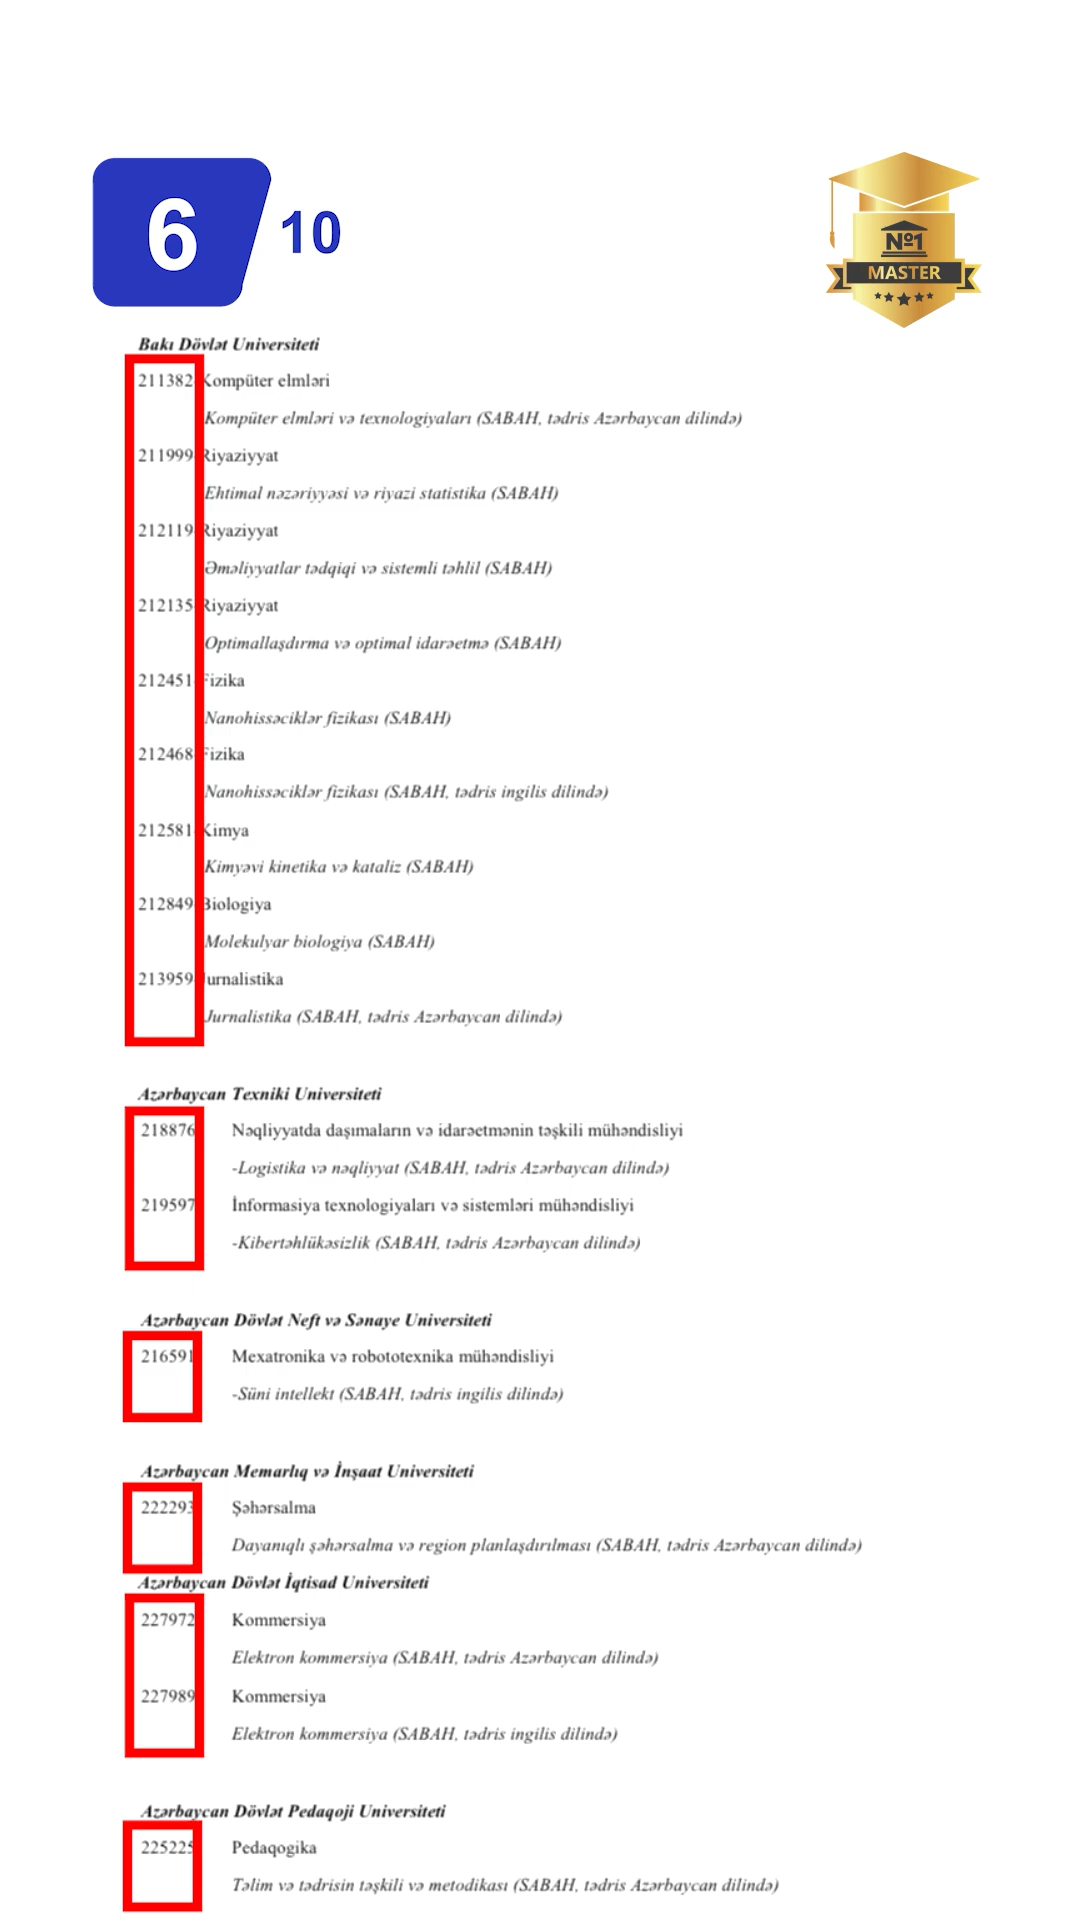 6
10
№1
MASTER
Bakı Dövlət Universiteti
211382 Kompüter elmləri
Kompüter elmləri və texnologiyaları (SABAH, tədris Azərbaycan dilində)
211999 Riyaziyyat
Ehtimal nəzəriyyəsi və riyazi statistika (SABAH)
212119 Riyaziyyat
Əməliyyatlar tədqiqi və sistemli təhlil (SABAH)
212135 Riyaziyyat
Optimallaşdırma və optimal idarəetmə (SABAH)
212451 Fizika
Nanohissəciklər fizikası (SABAH)
212468 Fizika
Nanohissəciklər fizikası (SABAH, tədris ingilis dilində)
212581 Kimya
Kimyəvi kinetika və kataliz (SABAH)
212849 Biologiya
Molekulyar biologiya (SABAH)
213959 Jurnalistika
Jurnalistika (SABAH, tədris Azərbaycan dilində)
Azərbaycan Texniki Universiteti
218876 Nəqliyyatda daşımaların və idarəetmənin təşkili mühəndisliyi
-Logistika və nəqliyyat (SABAH, tədris Azərbaycan dilində)
219597 İnformasiya texnologiyaları və sistemləri mühəndisliyi
-Kibertəhlükəsizlik (SABAH, tədris Azərbaycan dilində)
Azərbaycan Dövlət Neft və Sənaye Universiteti
216591 Mexatronika və robototexnika mühəndisliyi
-Süni intellekt (SABAH, tədris ingilis dilində)
Azərbaycan Memarlıq və İnşaat Universiteti
222293 Şəhərsalma
Dayanıqlı şəhərsalma və region planlaşdırılması (SABAH, tədris Azərbaycan dilində)
Azərbaycan Dövlət İqtisad Universiteti
227972 Kommersiya
Elektron kommersiya (SABAH, tədris Azərbaycan dilində)
227989 Kommersiya
Elektron kommersiya (SABAH, tədris ingilis dilində)
Azərbaycan Dövlət Pedaqoji Universiteti
225225 Pedaqogika
Təlim və tədrisin təşkili və metodikası (SABAH, tədris Azərbaycan dilində)